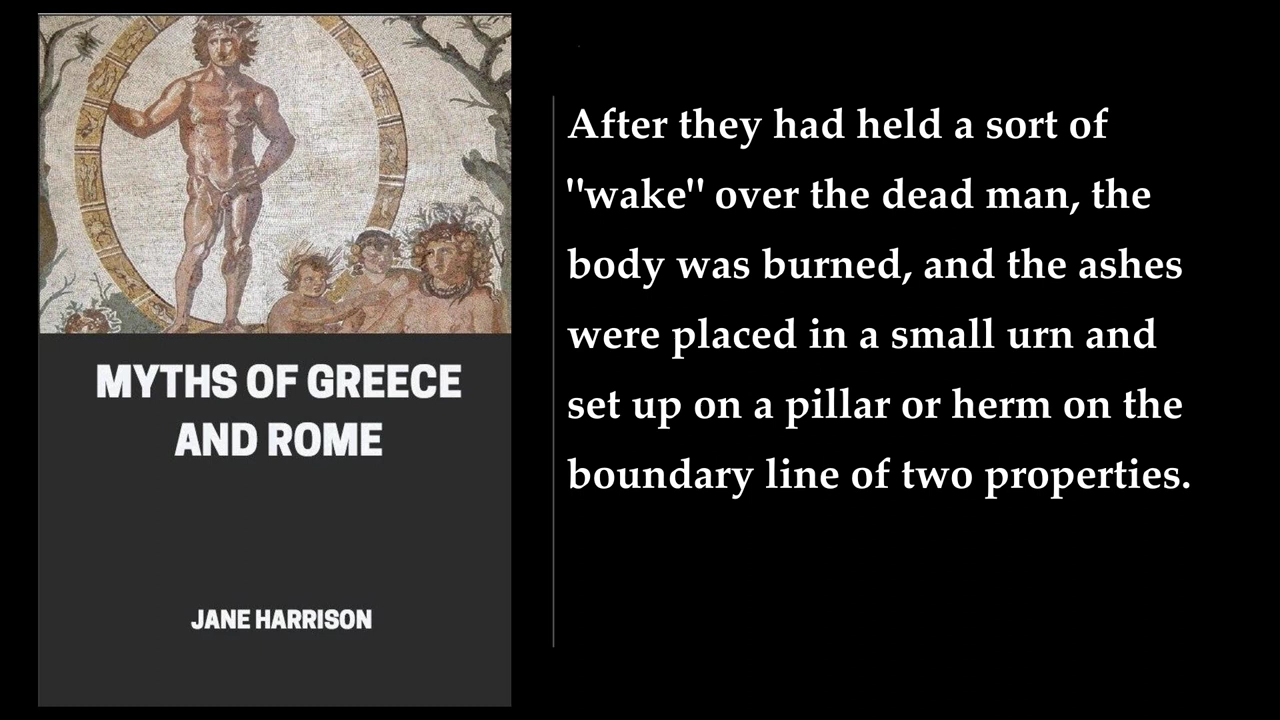 MYTHS OF GREECE
AND ROME
JANE HARRISON
After they had held a sort of
"wake" over the dead man, the
body was burned, and the ashes
were placed in a small urn and
set up on a pillar or herm on the
boundary line of two properties.